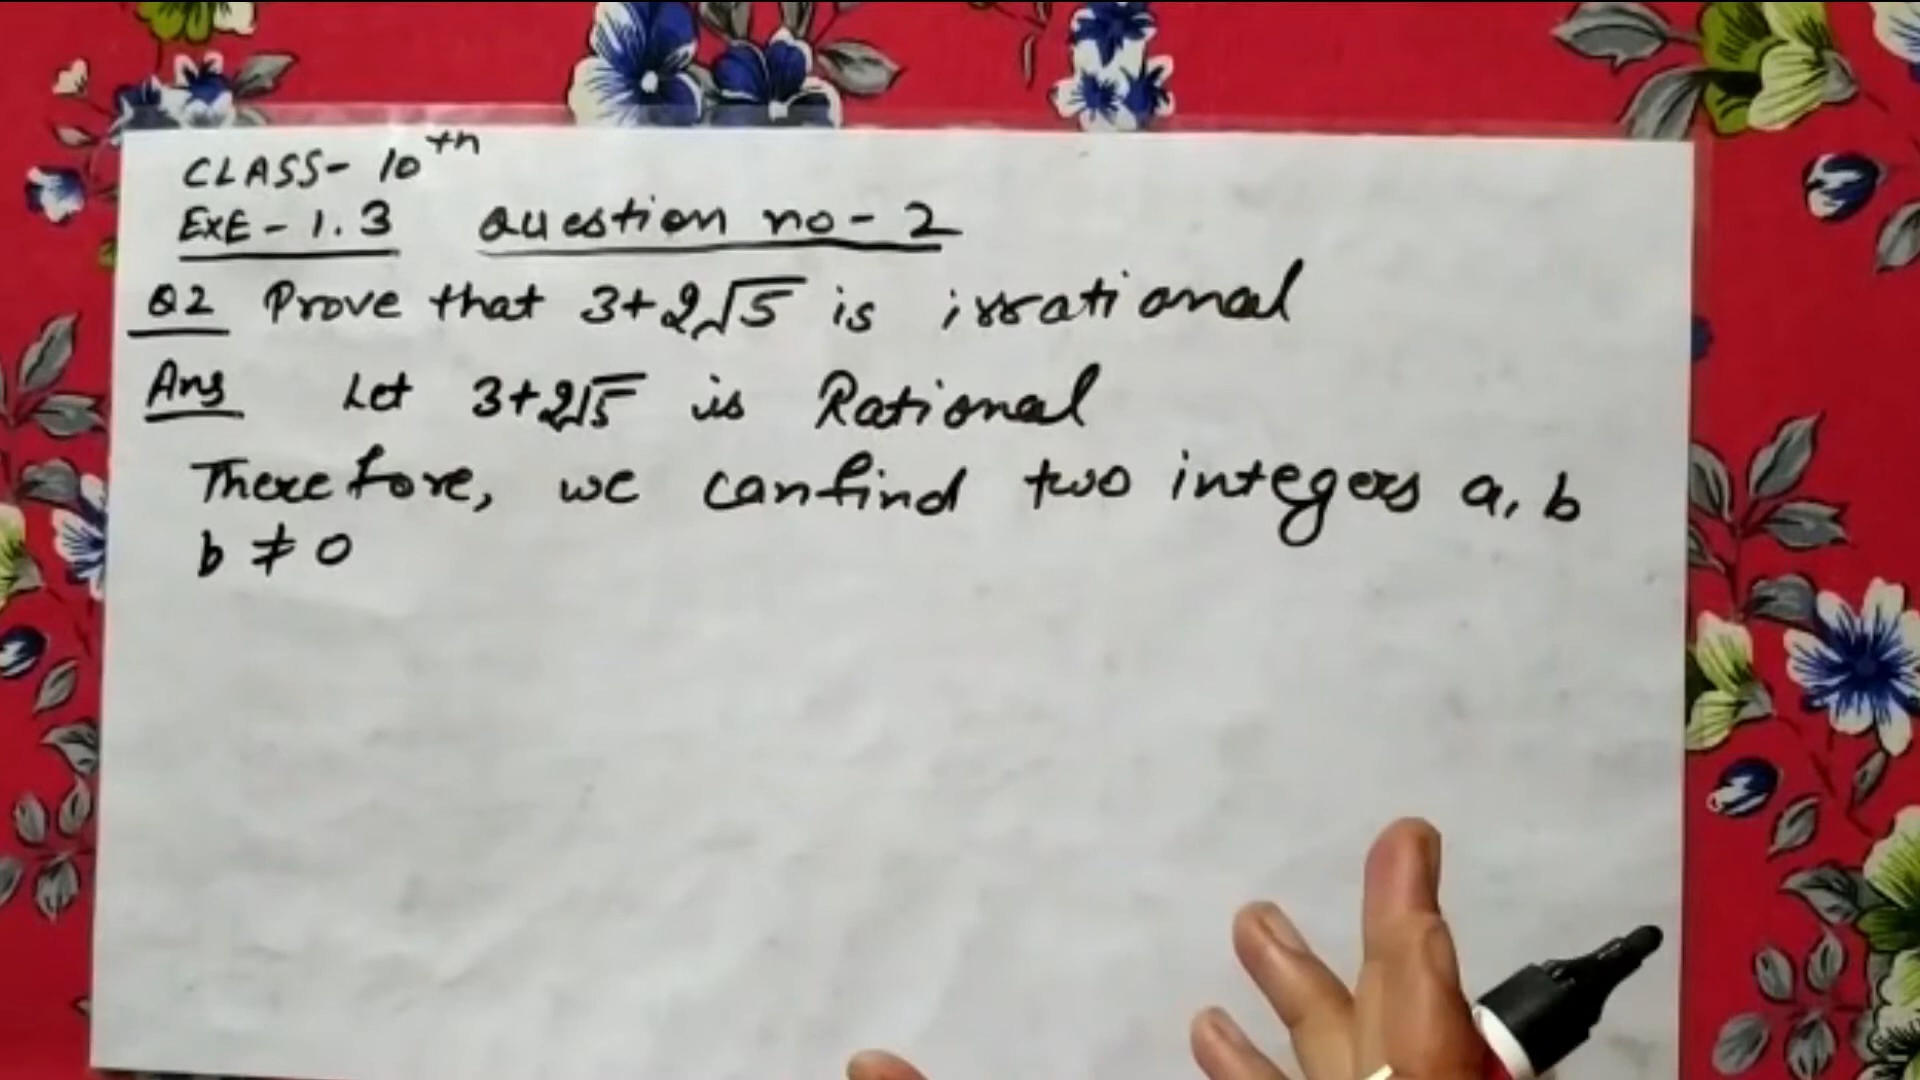 CLASS- 10th
EXE - 1.3 Question no - 2
Q2 Prove that 3+2√5 is irrational
Ans Let 3+2√5 is Rational
Therefore, we can find two integers a, b
b ≠ 0